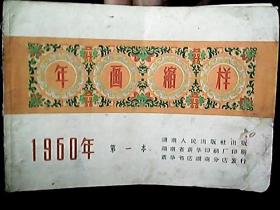 年画缩样
1960年 第一本
湖南人民出版社出版
湖南省新华印刷厂印刷
新华书店湖南分店发行